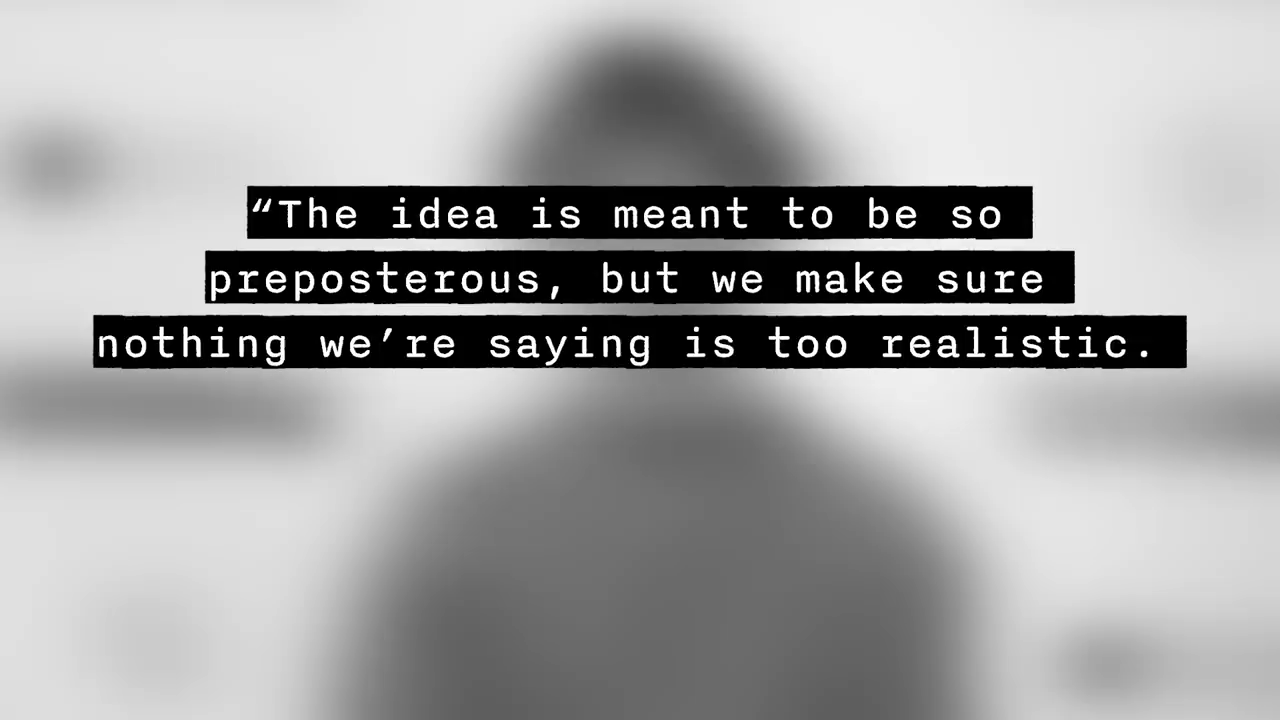 “The idea is meant to be so
preposterous, but we make sure
nothing we’re saying is too realistic.